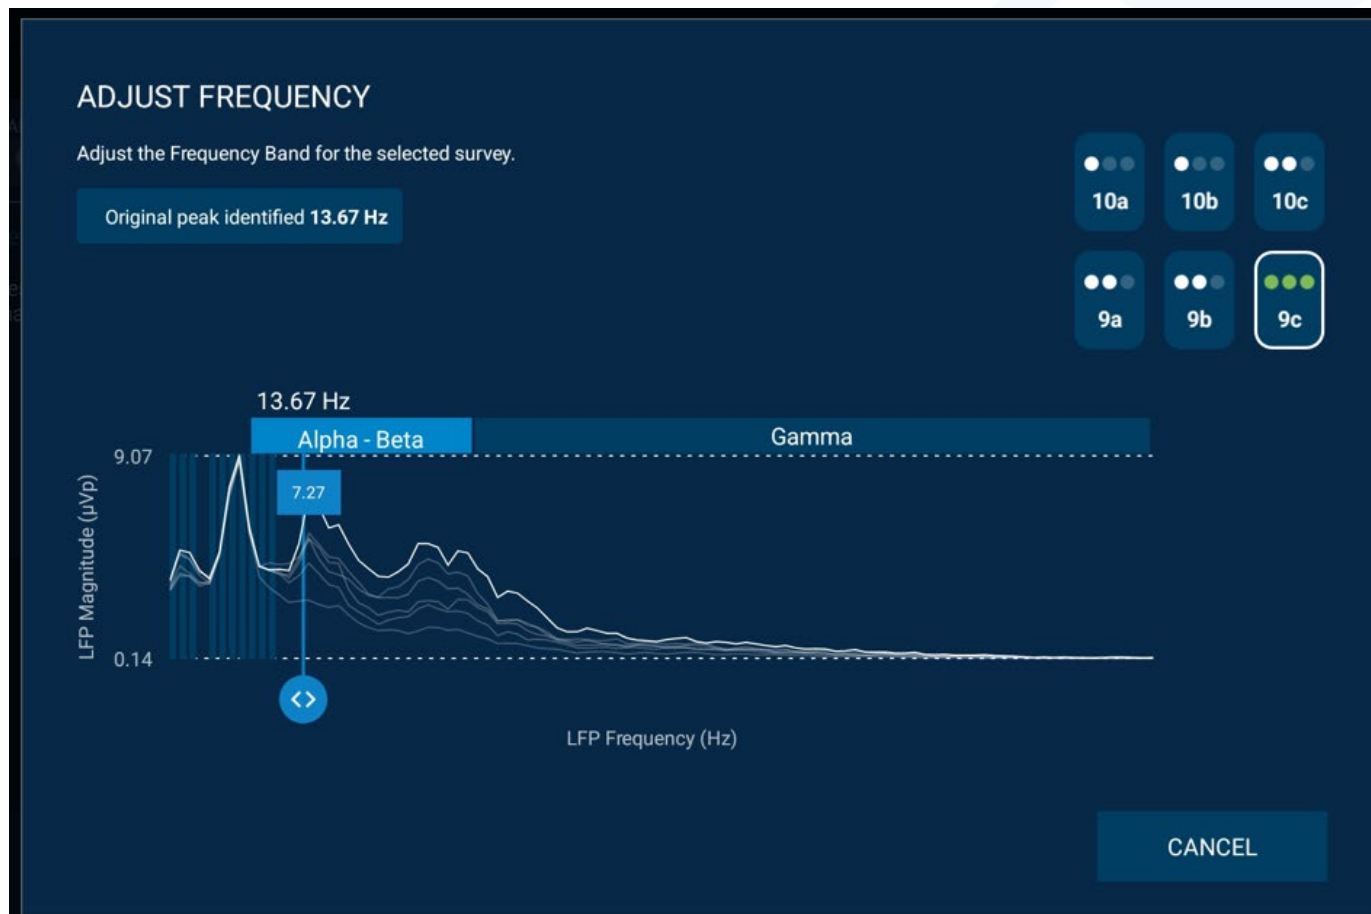 ADJUST FREQUENCY
Adjust the Frequency Band for the selected survey.
Original peak identified 13.67 Hz
10a
10b
10c
9a
9b
9c
13.67 Hz
Alpha - Beta
Gamma
9.07
7.27
LFP Magnitude (µVp)
0.14
<>
LFP Frequency (Hz)
CANCEL